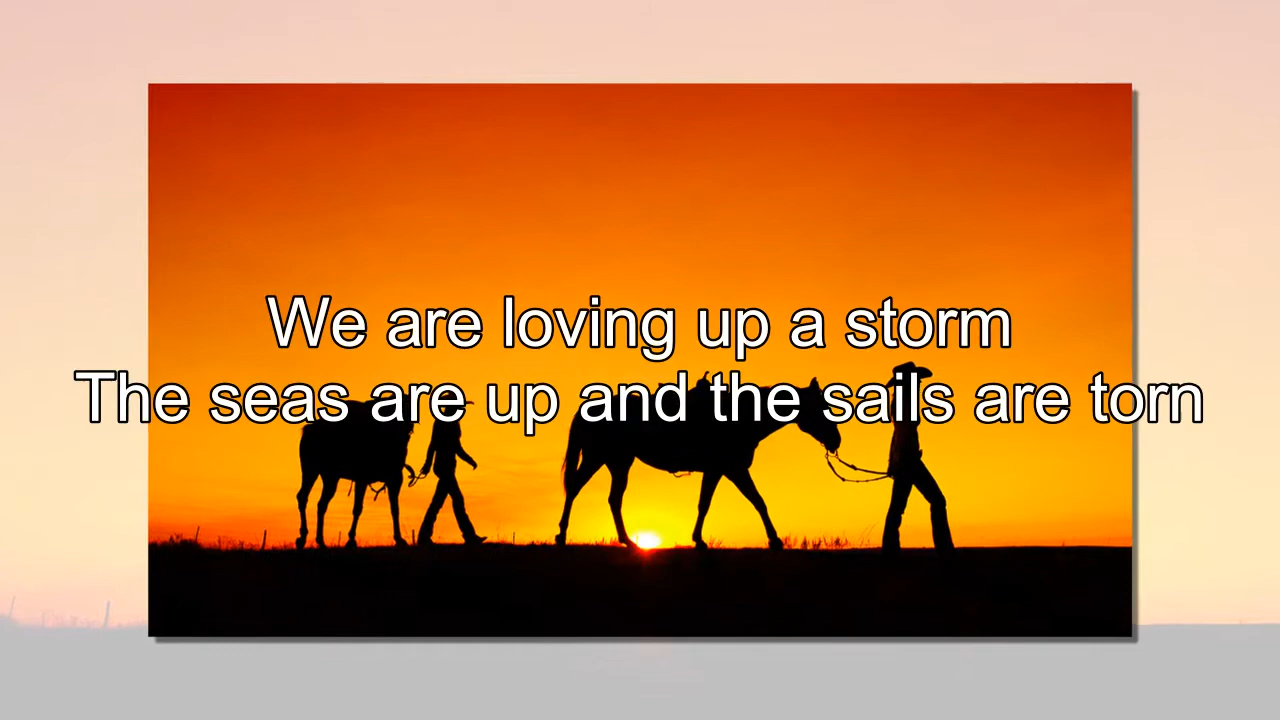 We are loving up a storm
The seas are up and the sails are torn